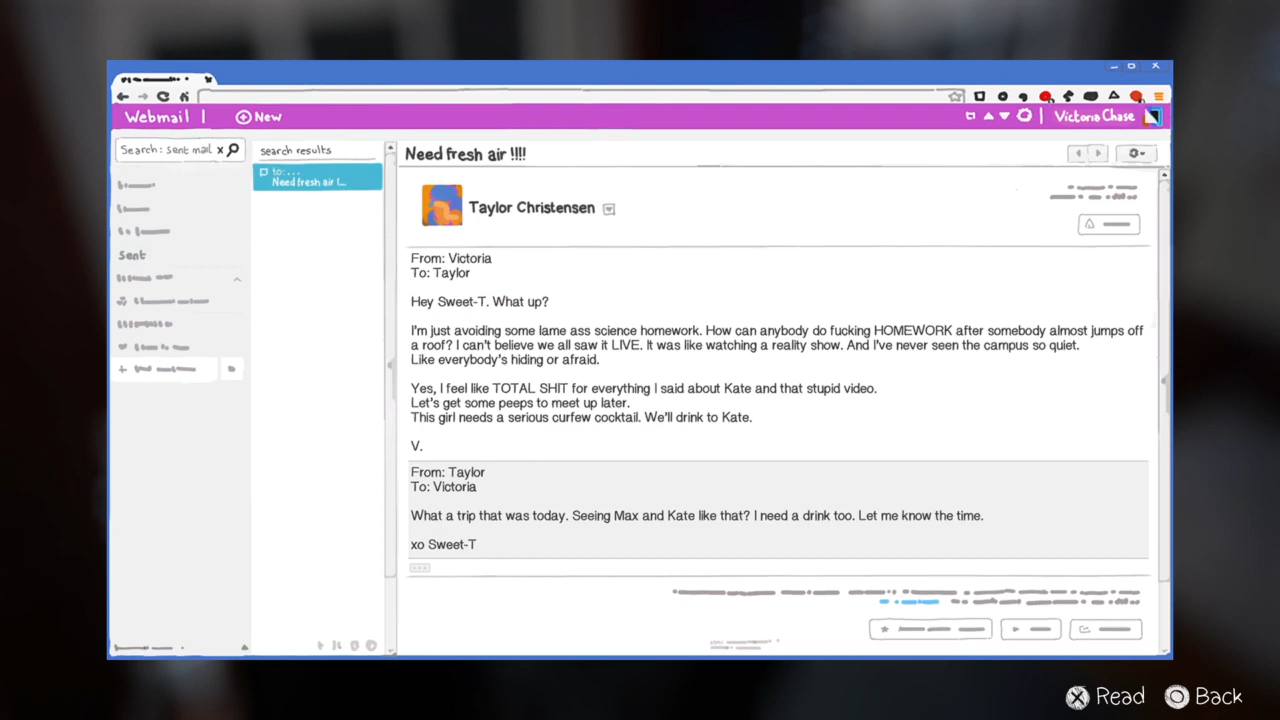 Webmail |
New
Victoria Chase
Search: sent mail x
search results
Need fresh air !!!!
to:...
Need fresh air !...
Taylor Christensen
Sent
From: Victoria
To: Taylor
Hey Sweet-T. What up?
I'm just avoiding some lame ass science homework. How can anybody do fucking HOMEWORK after somebody almost jumps off
a roof? I can't believe we all saw it LIVE. It was like watching a reality show. And I've never seen the campus so quiet.
Like everybody's hiding or afraid.
Yes, I feel like TOTAL SHIT for everything I said about Kate and that stupid video.
Let's get some peeps to meet up later.
This girl needs a serious curfew cocktail. We'll drink to Kate.
V.
From: Taylor
To: Victoria
What a trip that was today. Seeing Max and Kate like that? I need a drink too. Let me know the time.
xo Sweet-T
Read
Back